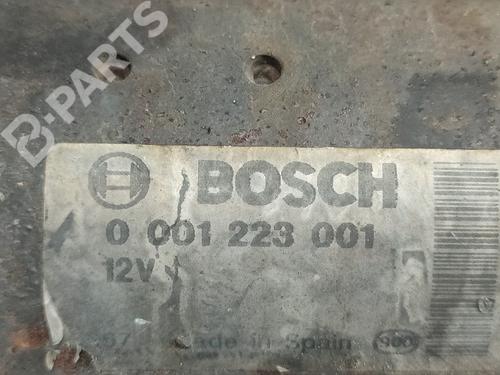 B-PARTS
BOSCH
0 001 223 001
12V
Made in Spain